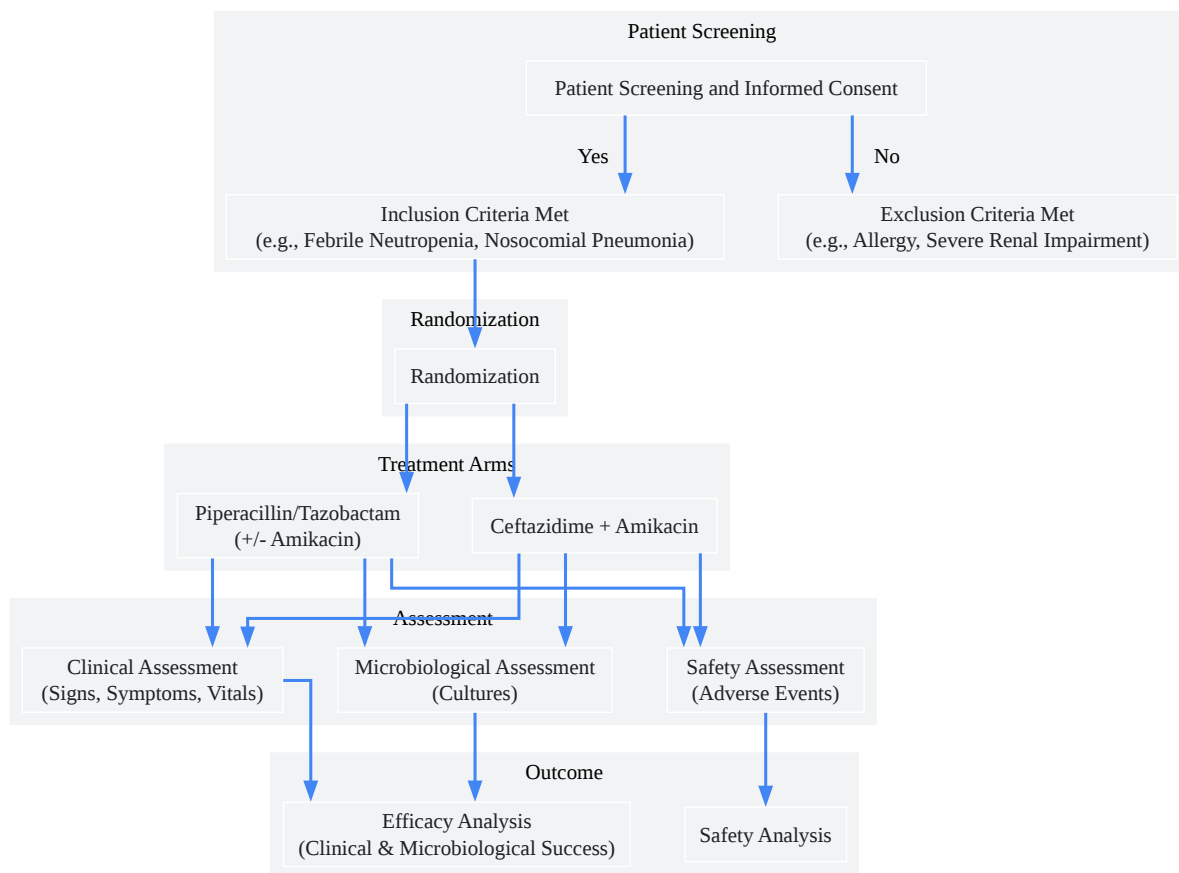 Patient Screening
Patient Screening and Informed Consent
Yes
No
Inclusion Criteria Met
(e.g., Febrile Neutropenia, Nosocomial Pneumonia)
Exclusion Criteria Met
(e.g., Allergy, Severe Renal Impairment)
Randomization
Randomization
Treatment Arms
Piperacillin/Tazobactam
(+/- Amikacin)
Ceftazidime + Amikacin
Assessment
Clinical Assessment
(Signs, Symptoms, Vitals)
Microbiological Assessment
(Cultures)
Safety Assessment
(Adverse Events)
Outcome
Efficacy Analysis
(Clinical & Microbiological Success)
Safety Analysis